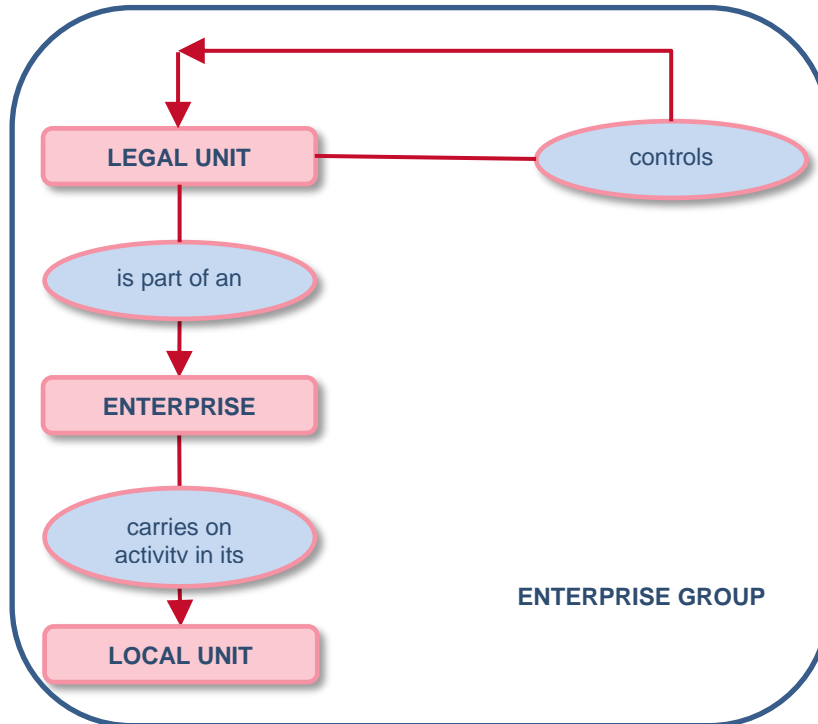 LEGAL UNIT
controls
is part of an
ENTERPRISE
carries on
activity in its
ENTERPRISE GROUP
LOCAL UNIT